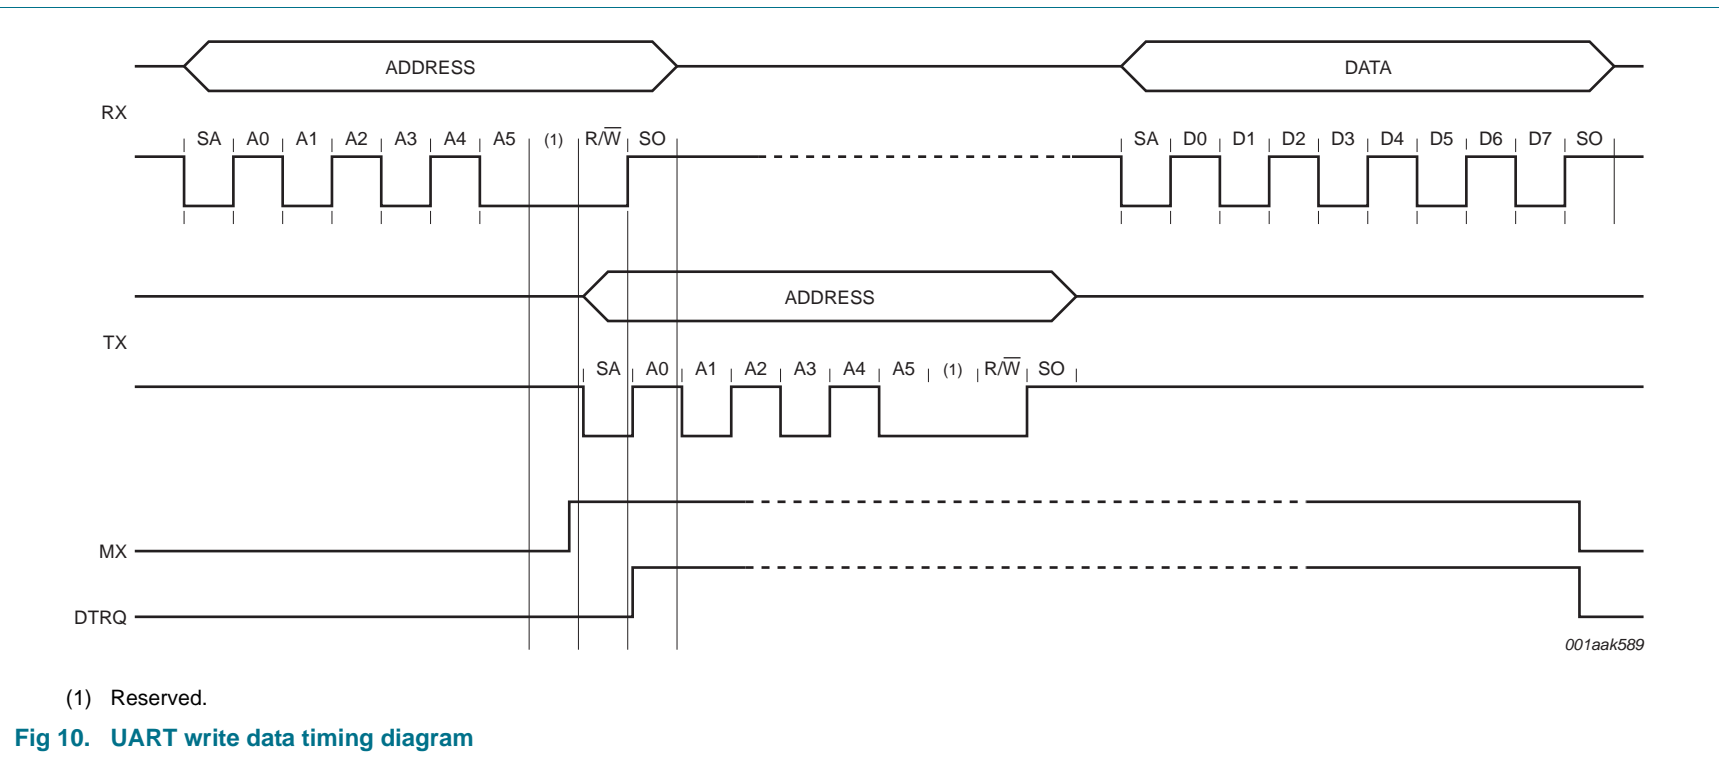 ADDRESS DATA
RX
SA A0 A1 A2 A3 A4 A5 (1) R/W̅ SO SA D0 D1 D2 D3 D4 D5 D6 D7 SO
ADDRESS
TX
SA A0 A1 A2 A3 A4 A5 (1) R/W̅ SO
MX
DTRQ
001aak589
(1) Reserved.
Fig 10. UART write data timing diagram